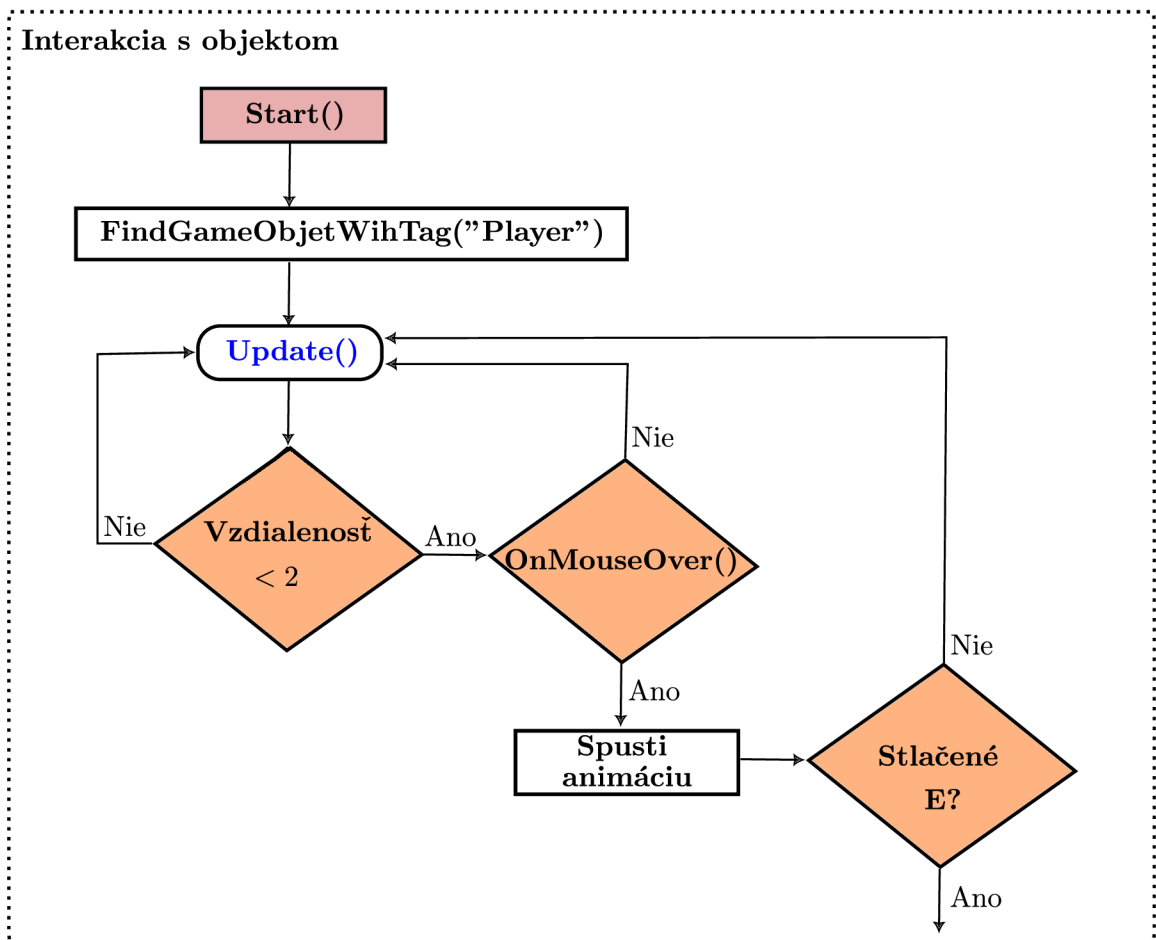 Interakcia s objektom
Start()
FindGameObjetWihTag("Player")
Update()
Nie
Nie
Vzdialenosť
< 2
Ano
OnMouseOver()
Nie
Ano
Spusti
animáciu
Stlačené
E?
Ano